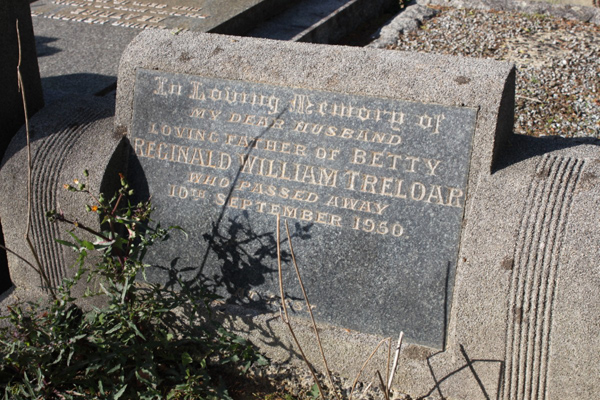 In Loving Memory of
MY DEAR HUSBAND
LOVING FATHER OF BETTY
REGINALD WILLIAM TRELOAR
WHO PASSED AWAY
10TH SEPTEMBER 1950